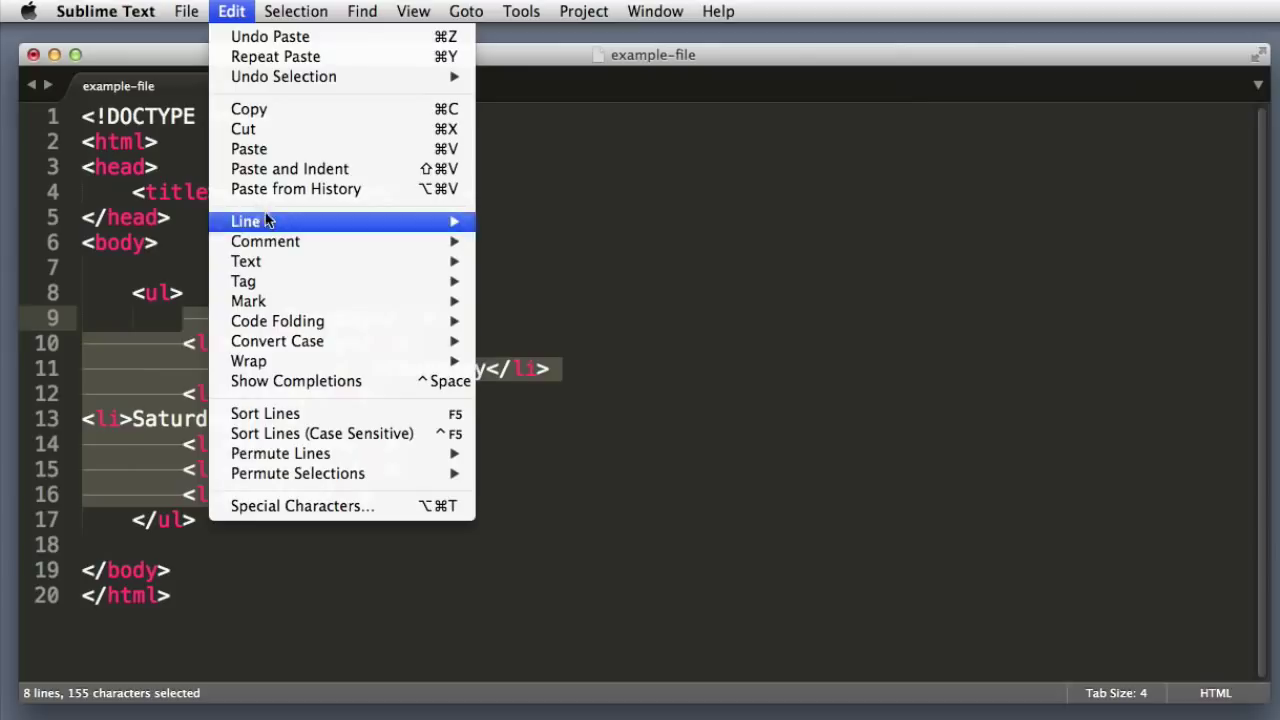 Sublime Text File Edit Selection Find View Goto Tools Project Window Help
example-file
example-file
Undo Paste ⌘Z
Repeat Paste ⌘Y
Undo Selection
Copy ⌘C
Cut ⌘X
Paste ⌘V
Paste and Indent ⇧⌘V
Paste from History ⌥⌘V
Line
Comment
Text
Tag
Mark
Code Folding
Convert Case
Wrap
Show Completions ^Space
Sort Lines F5
Sort Lines (Case Sensitive) ^F5
Permute Lines
Permute Selections
Special Characters... ⌥⌘T
1 <!DOCTYPE
2 <html>
3 <head>
4 <title
5 </head>
6 <body>
7
8 <ul>
9
10 <l
11 y</li>
12 <l
13 <li>Saturd
14 <l
15 <l
16 <l
17 </ul>
18
19 </body>
20 </html>
8 lines, 155 characters selected Tab Size: 4 HTML